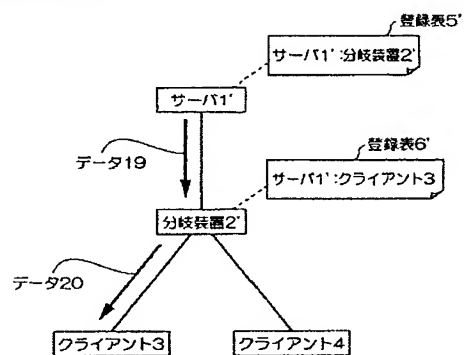 登録表5'
サーバ1':分岐装置2'
サーバ1'
登録表6'
データ19
サーバ1':クライアント3
分岐装置2'
データ20
クライアント3
クライアント4